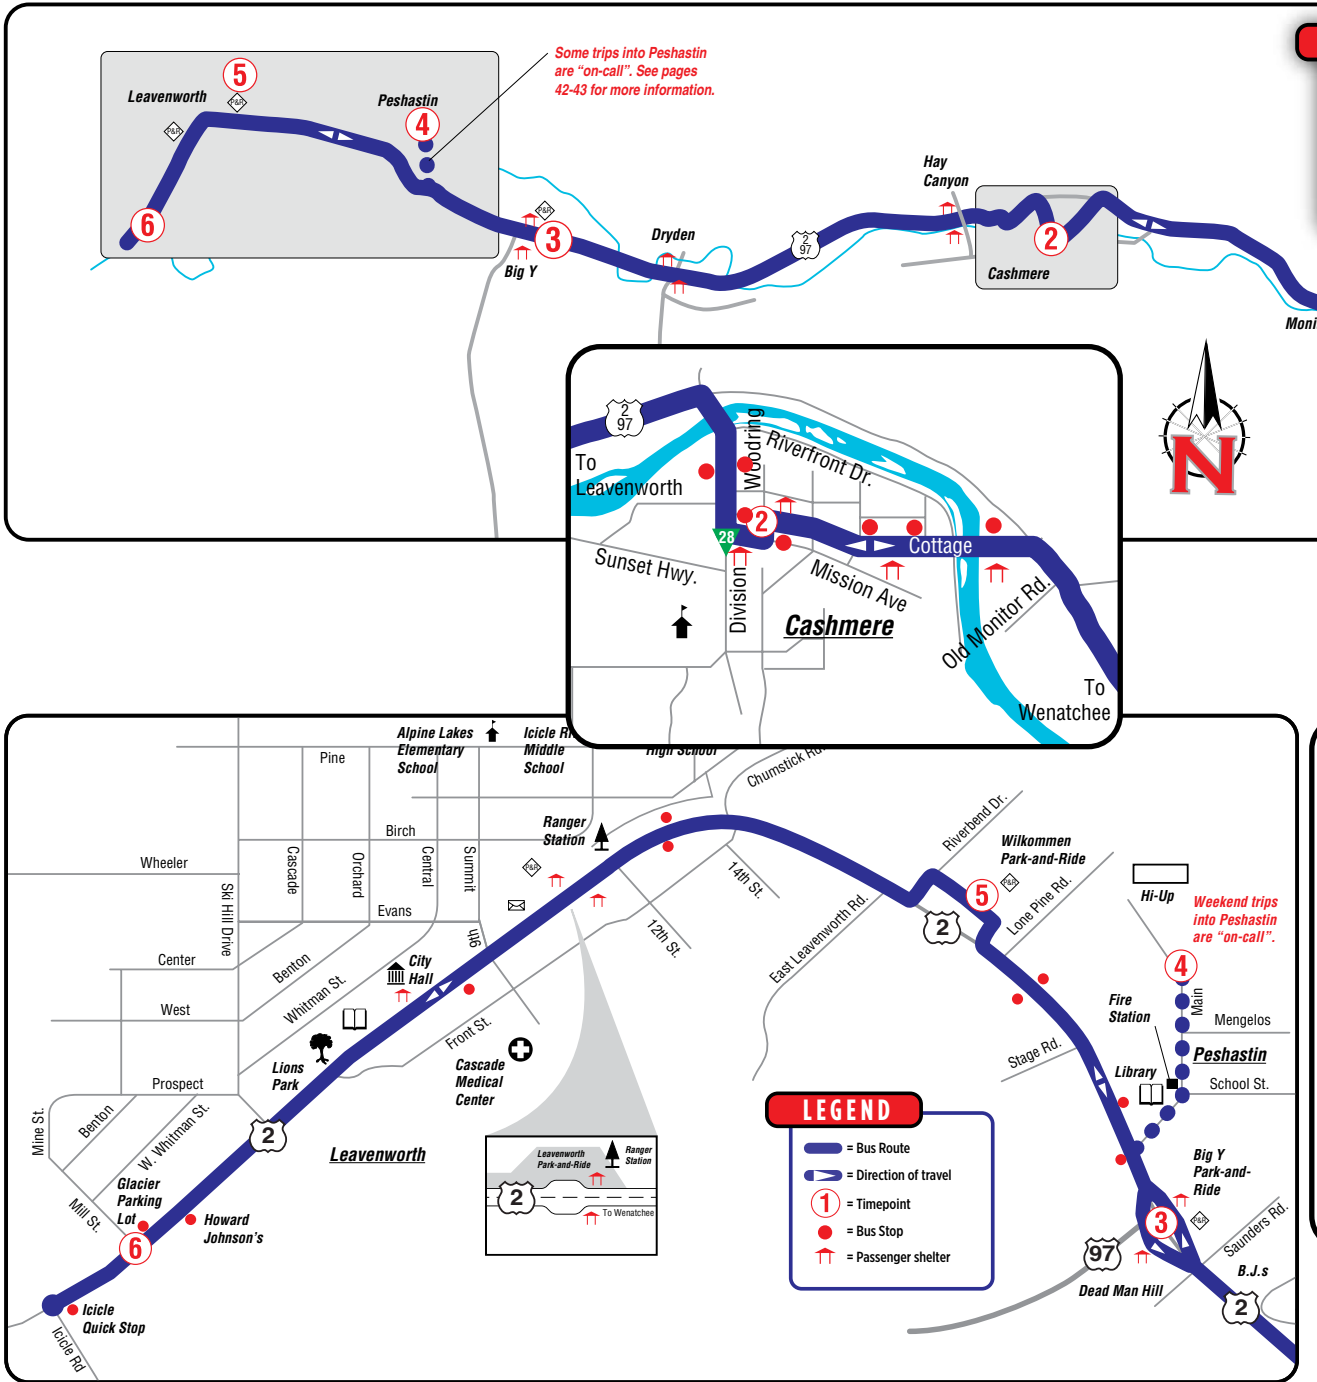 Some trips into Peshastin
are “on-call”. See pages
42-43 for more information.
5
Leavenworth
P&R
Peshastin
4
P&R
6
P&R
3
Big Y
Dryden
2
97
Hay
Canyon
2
Cashmere
Moni
N
2
97
To
Leavenworth
Woodring
Riverfront Dr.
28
2
Cottage
Sunset Hwy.
Division
Mission Ave
Cashmere
Old Monitor Rd.
To
Wenatchee
Alpine Lakes
Elementary
School
Icicle Ri
Middle
School
High School
Chumstick Rd.
Pine
Birch
Wheeler
Ski Hill Drive
Cascade
Orchard
Central
Summit
Evans
9th
Ranger
Station
P&R
14th St.
12th St.
Center
Benton
West
Whitman St.
City
Hall
Front St.
Lions
Park
Cascade
Medical
Center
Prospect
Mine St.
Benton
W. Whitman St.
2
Leavenworth
Mill St.
Glacier
Parking
Lot
Howard
Johnson's
6
Icicle
Quick Stop
Icicle Rd
Leavenworth
Park-and-Ride
Ranger
Station
2
To Wenatchee
Riverbend Dr.
Wilkommen
Park-and-Ride
P&R
5
2
Lone Pine Rd.
East Leavenworth Rd.
Hi-Up
Weekend trips
into Peshastin
are “on-call”.
4
Main
Fire
Station
Mengelos
Peshastin
Stage Rd.
Library
School St.
Big Y
Park-and-
Ride
3
P&R
Saunders Rd.
97
Dead Man Hill
B.J.s
2
LEGEND
= Bus Route
= Direction of travel
1 = Timepoint
= Bus Stop
= Passenger shelter